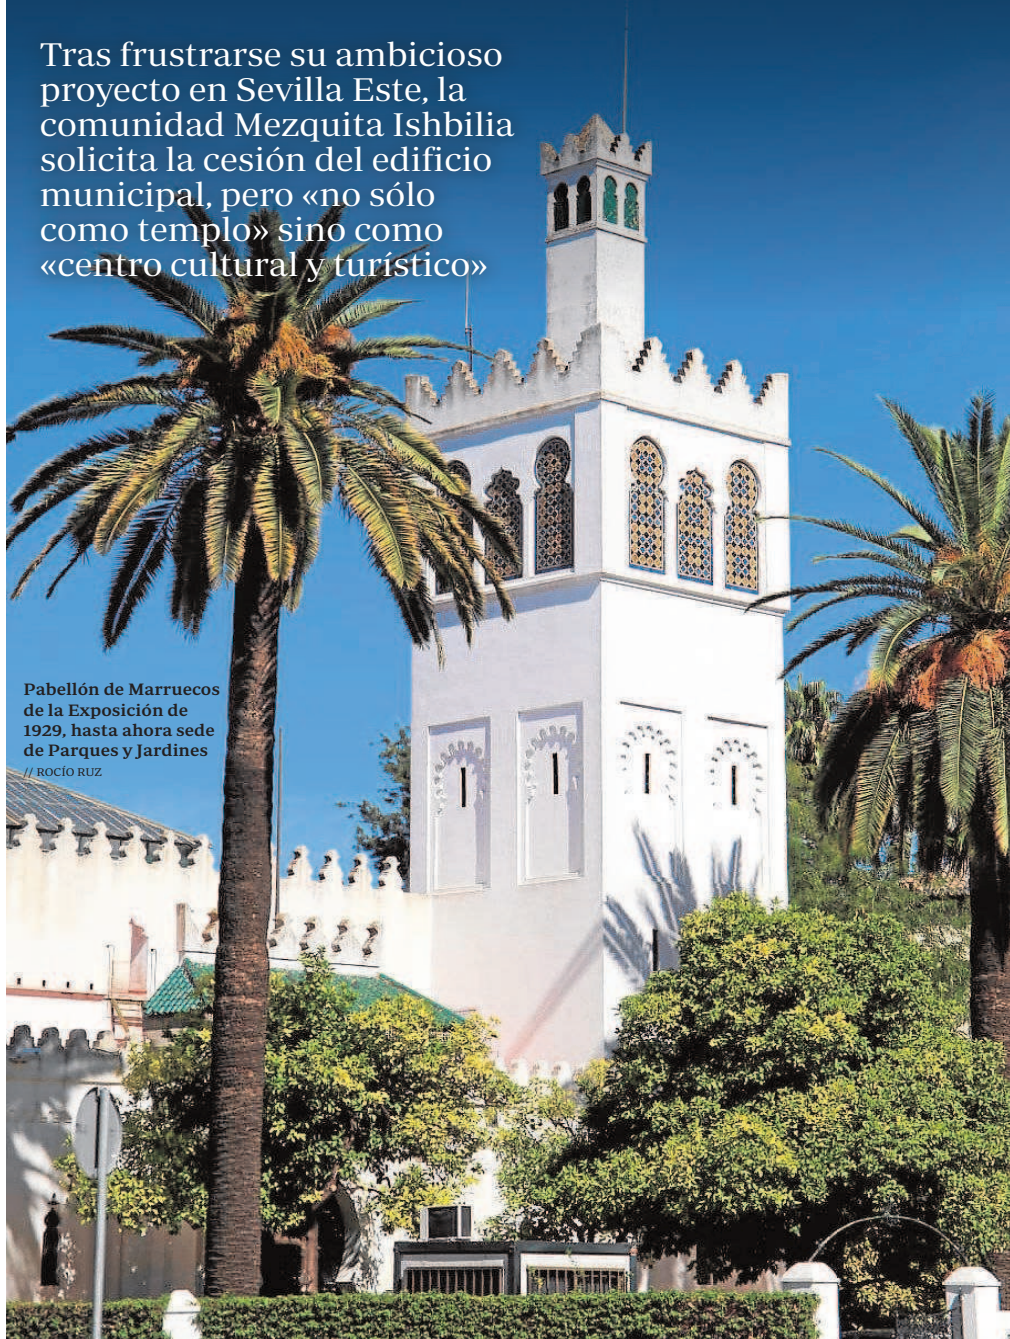 Tras frustrarse su ambicioso
proyecto en Sevilla Este, la
comunidad Mezquita Ishbilia
solicita la cesión del edificio
municipal, pero «no sólo
como templo» sino como
«centro cultural y turístico»
Pabellón de Marruecos
de la Exposición de
1929, hasta ahora sede
de Parques y Jardines
// ROCÍO RUZ